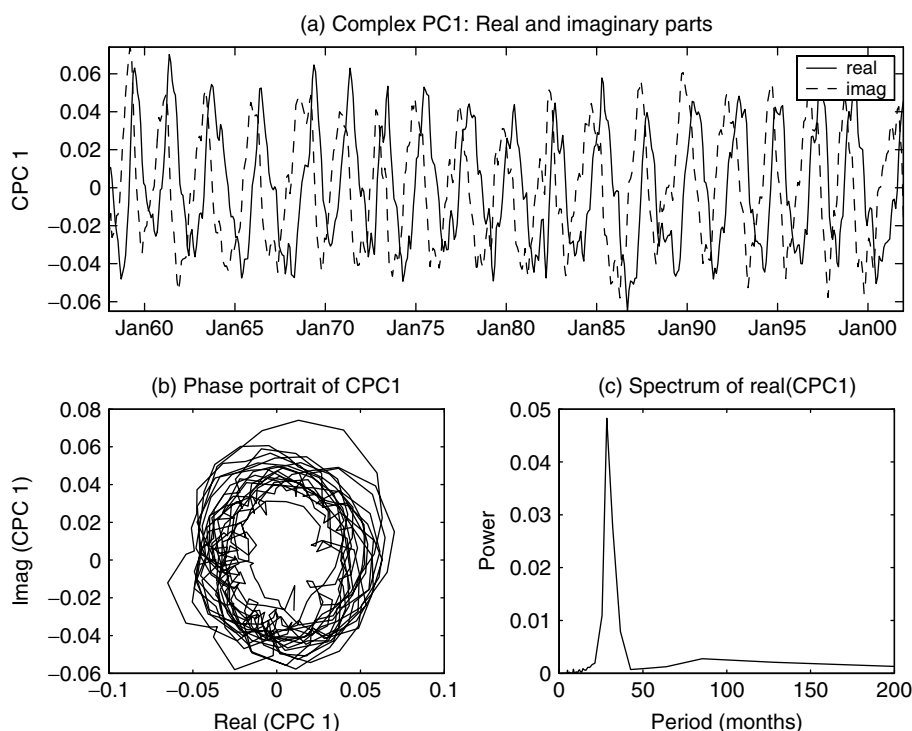 (a) Complex PC1: Real and imaginary parts
0.06
0.04
0.02
0
−0.02
−0.04
−0.06
CPC 1
real
imag
Jan60 Jan65 Jan70 Jan75 Jan80 Jan85 Jan90 Jan95 Jan00
(b) Phase portrait of CPC1
0.08
0.06
0.04
0.02
0
−0.02
−0.04
−0.06
Imag (CPC 1)
−0.1 −0.05 0 0.05 0.1
Real (CPC 1)
(c) Spectrum of real(CPC1)
0.05
0.04
0.03
0.02
0.01
0
Power
0 50 100 150 200
Period (months)